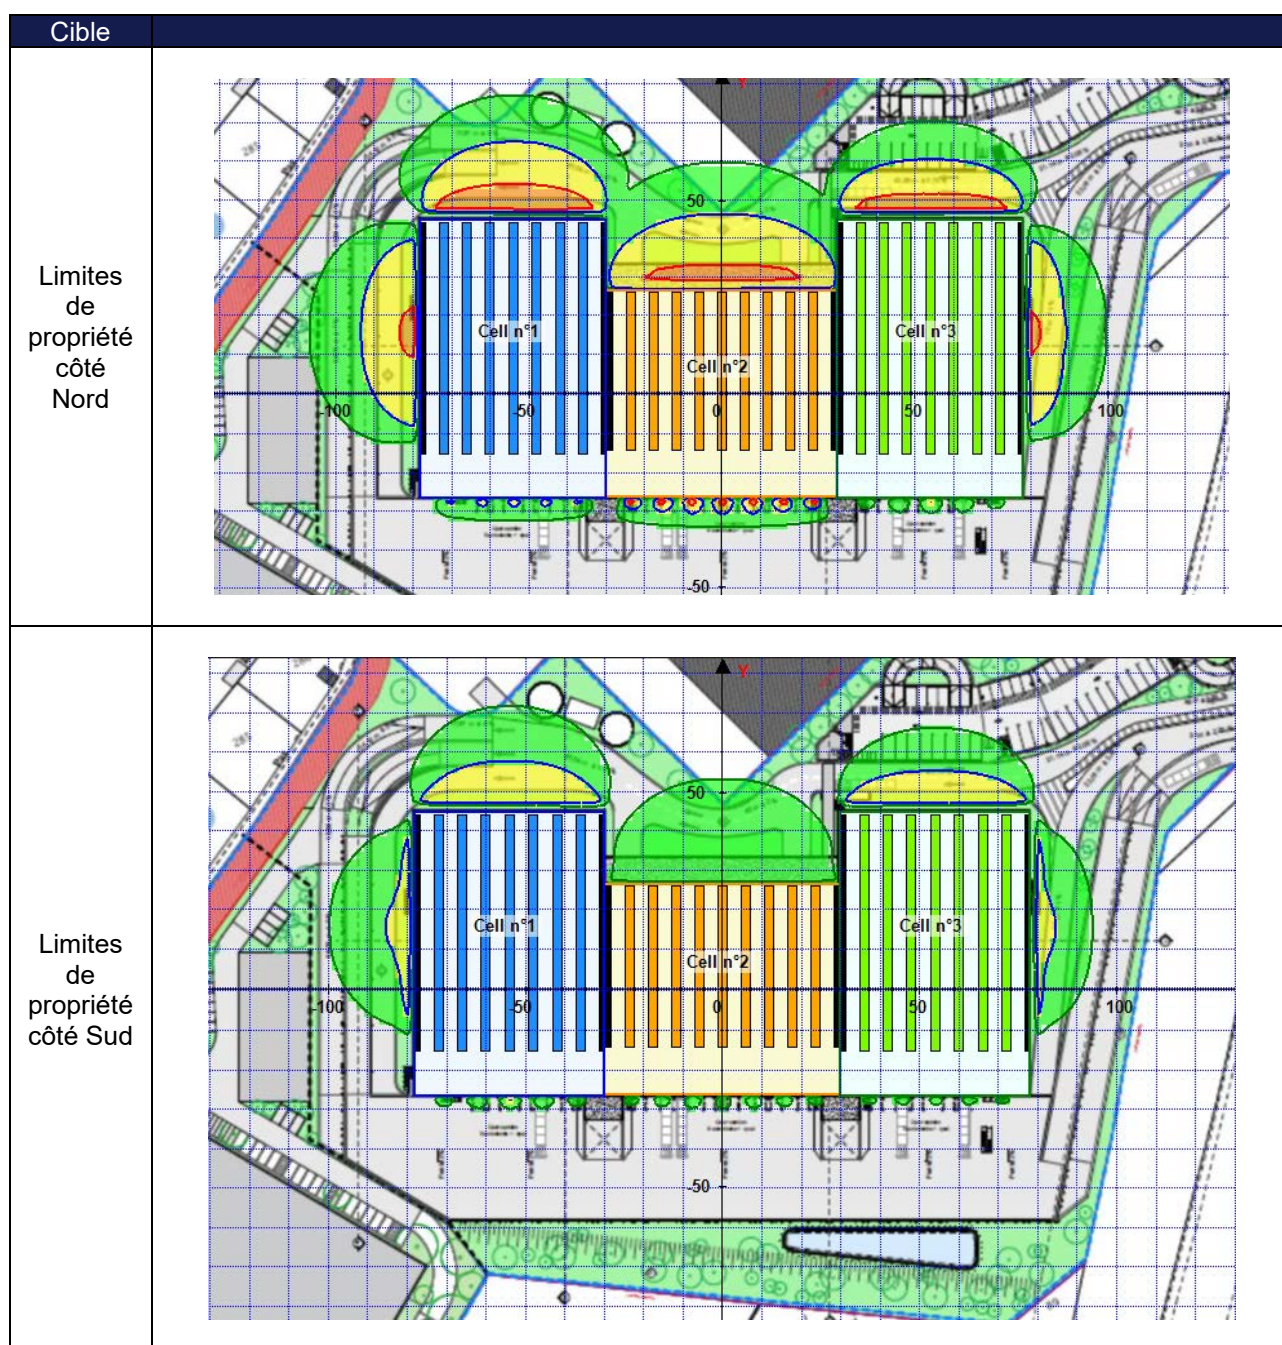 Cible
Limites
de
propriété
côté
Nord
Y
50
Cell n°1
Cell n°3
Cell n°2
-100
-50
0
50
100
-50
Limites
de
propriété
côté Sud
Y
50
Cell n°1
Cell n°3
Cell n°2
-100
-50
0
50
100
-50